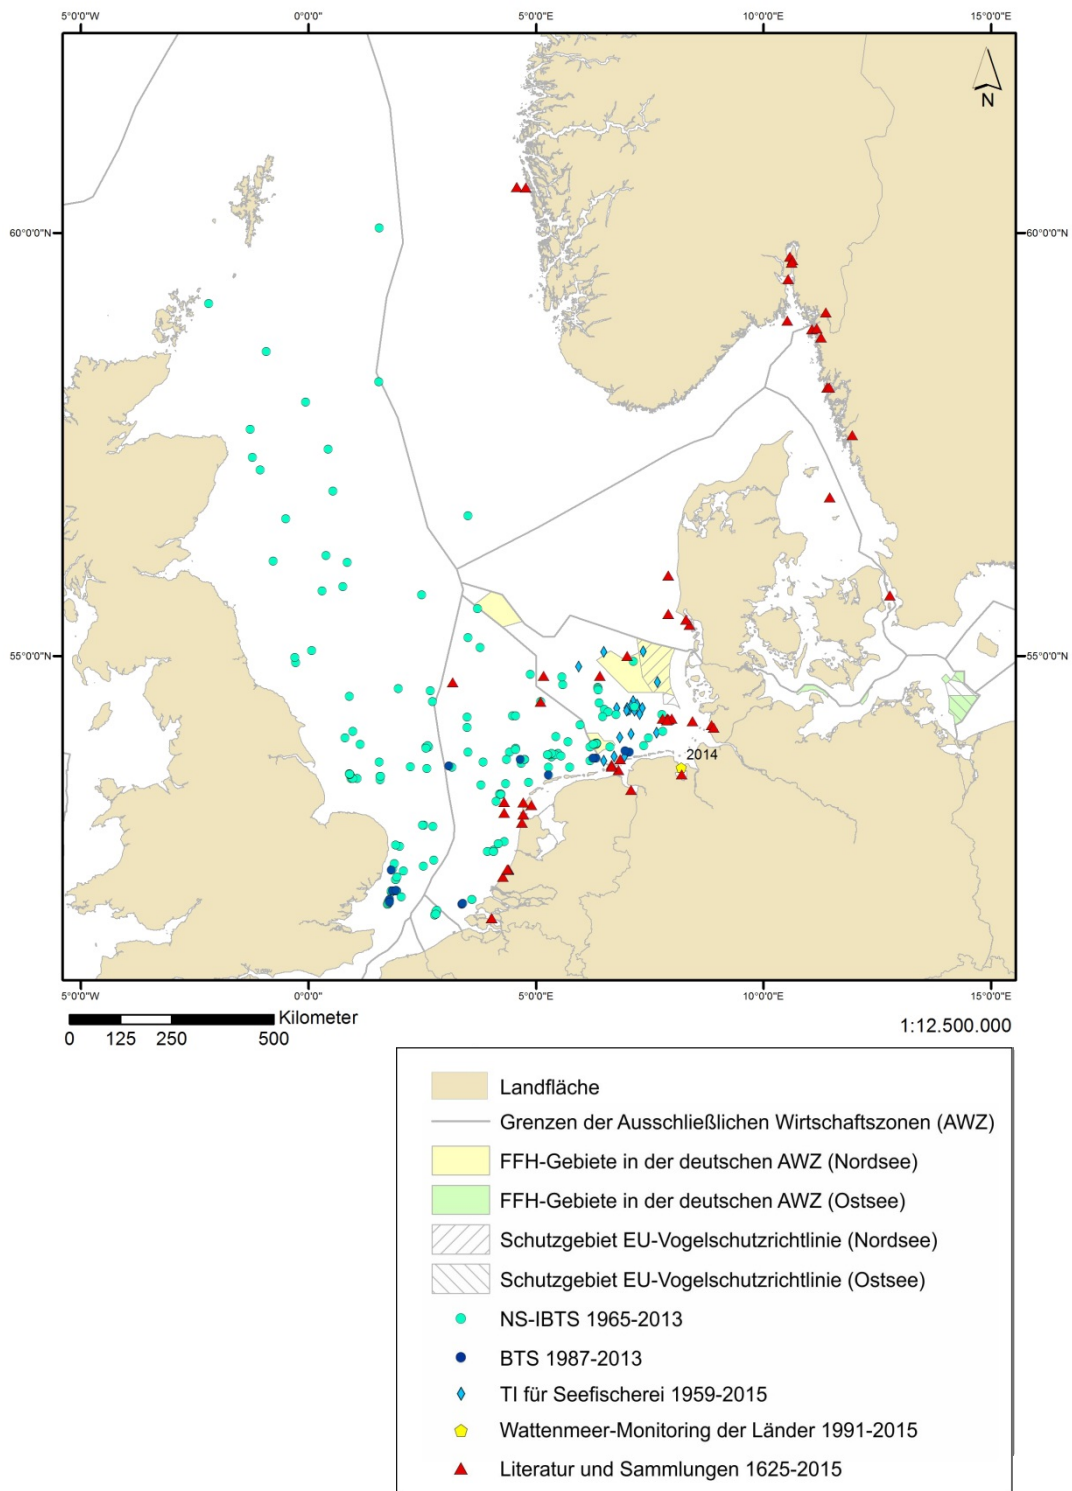 5°0'0"W 0°0'0" 5°0'0"E 10°0'0"E 15°0'0"E
N
60°0'0"N 60°0'0"N
55°0'0"N 55°0'0"N
2014
5°0'0"W 0°0'0" 5°0'0"E 10°0'0"E 15°0'0"E
Kilometer
0 125 250 500
1:12.500.000
Landfläche
Grenzen der Ausschließlichen Wirtschaftszonen (AWZ)
FFH-Gebiete in der deutschen AWZ (Nordsee)
FFH-Gebiete in der deutschen AWZ (Ostsee)
Schutzgebiet EU-Vogelschutzrichtlinie (Nordsee)
Schutzgebiet EU-Vogelschutzrichtlinie (Ostsee)
NS-IBTS 1965-2013
BTS 1987-2013
TI für Seefischerei 1959-2015
Wattenmeer-Monitoring der Länder 1991-2015
Literatur und Sammlungen 1625-2015